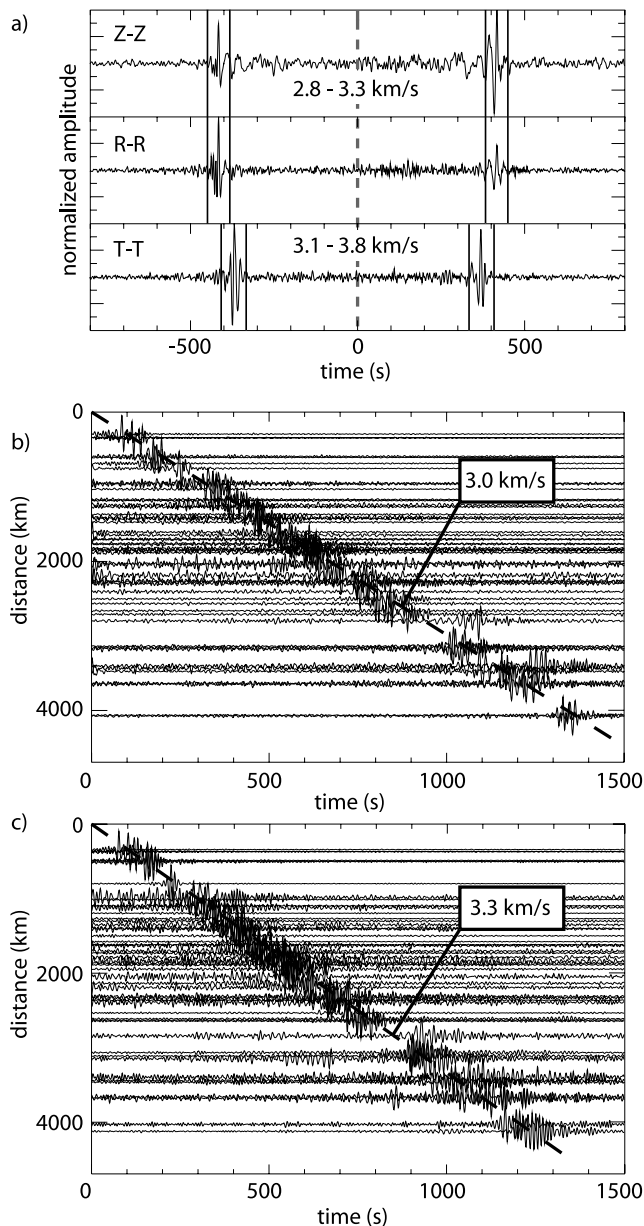 a)
Z-Z
2.8 - 3.3 km/s
R-R
T-T
3.1 - 3.8 km/s
normalized amplitude
-500 0 500
time (s)
b)
0
2000
4000
distance (km)
3.0 km/s
0 500 1000 1500
time (s)
c)
0
2000
4000
distance (km)
3.3 km/s
0 500 1000 1500
time (s)